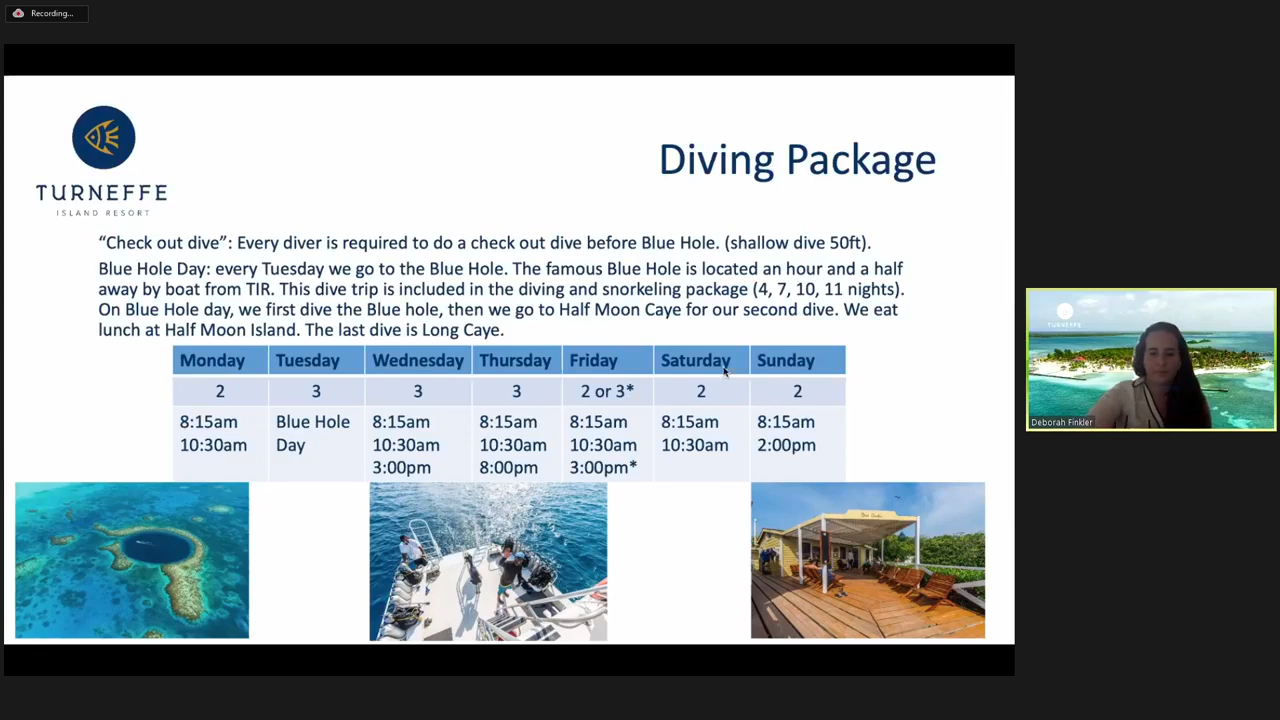 Recording...
TURNEFFE
ISLAND RESORT
Diving Package
“Check out dive”: Every diver is required to do a check out dive before Blue Hole. (shallow dive 50ft).
Blue Hole Day: every Tuesday we go to the Blue Hole. The famous Blue Hole is located an hour and a half
away by boat from TIR. This dive trip is included in the diving and snorkeling package (4, 7, 10, 11 nights).
On Blue Hole day, we first dive the Blue hole, then we go to Half Moon Caye for our second dive. We eat
lunch at Half Moon Island. The last dive is Long Caye.
Monday Tuesday Wednesday Thursday Friday Saturday Sunday
2 3 3 3 2 or 3* 2 2
8:15am Blue Hole 8:15am 8:15am 8:15am 8:15am 8:15am
10:30am Day 10:30am 10:30am 10:30am 10:30am 2:00pm
3:00pm 8:00pm 3:00pm*
TURNEFFE
Deborah Finkler